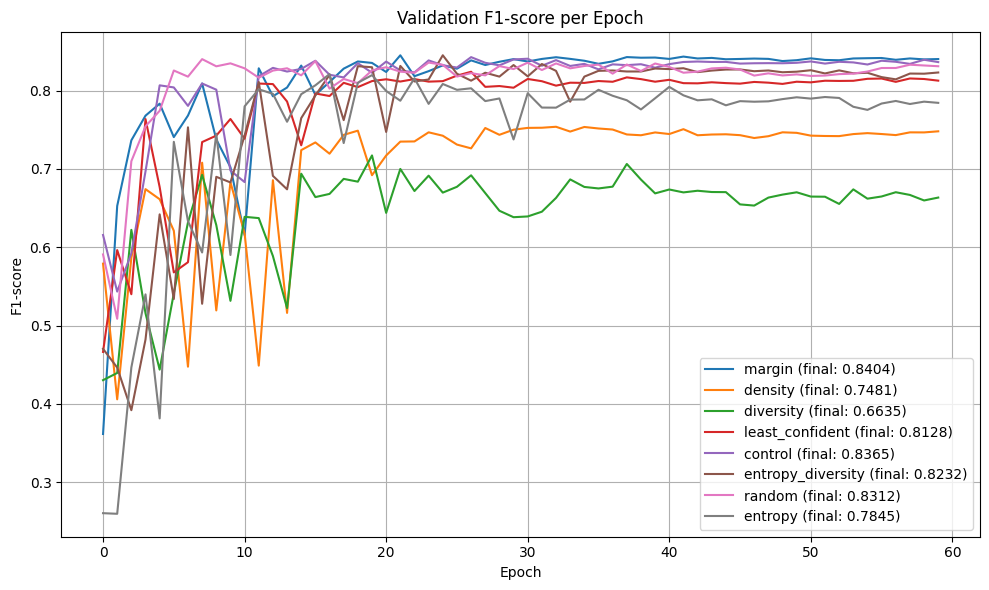 Validation F1-score per Epoch
F1-score
0.8
0.7
0.6
0.5
0.4
0.3
0
10
20
30
40
50
60
Epoch
margin (final: 0.8404)
density (final: 0.7481)
diversity (final: 0.6635)
least_confident (final: 0.8128)
control (final: 0.8365)
entropy_diversity (final: 0.8232)
random (final: 0.8312)
entropy (final: 0.7845)